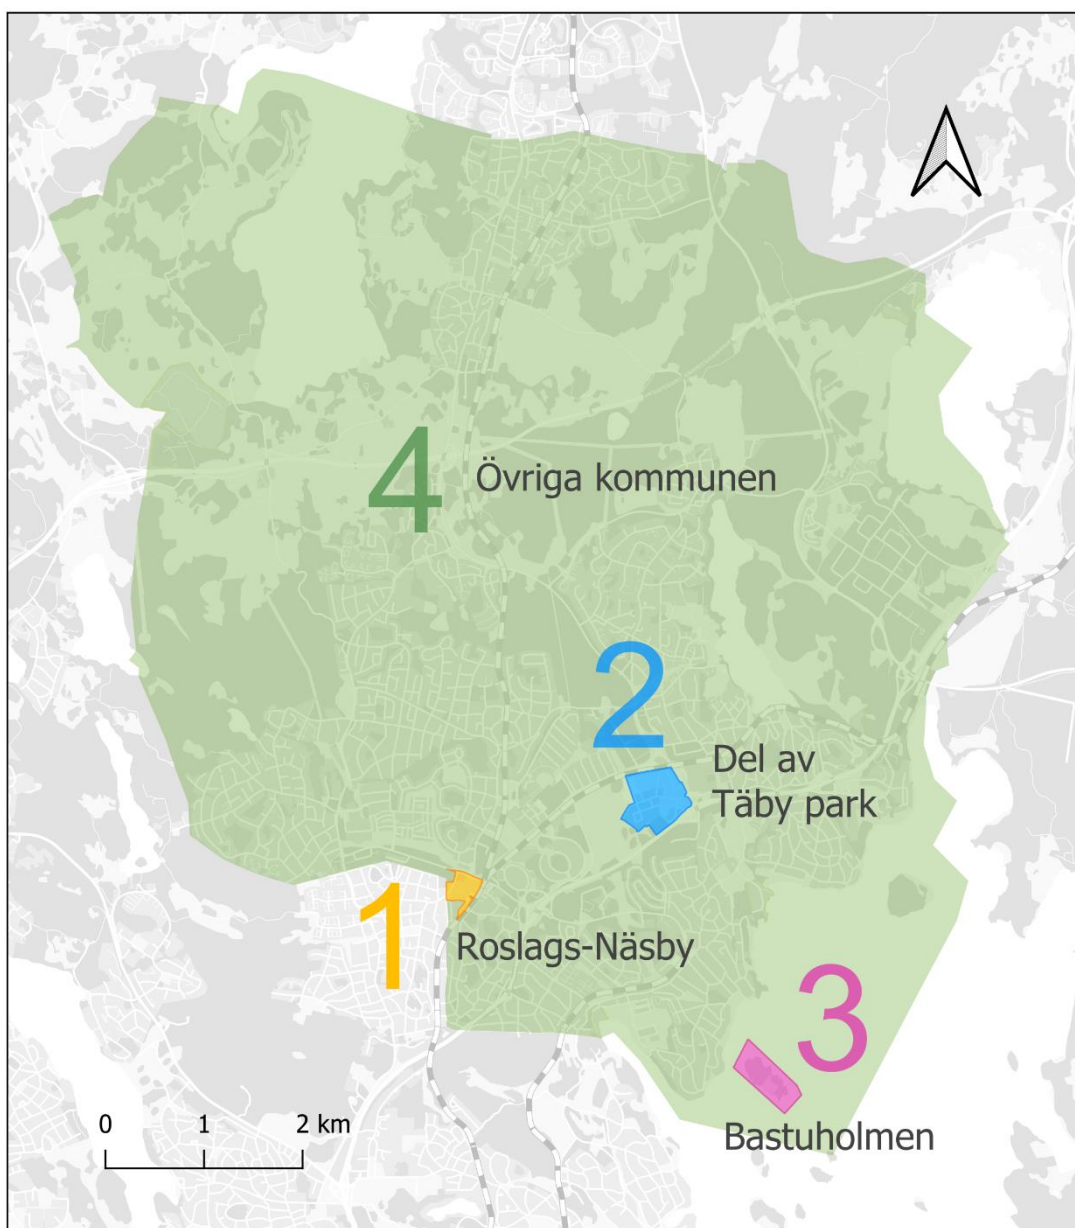 4
Övriga kommunen
2
Del av
Täby park
1
Roslags-Näsby
3
Bastuholmen
0 1 2 km